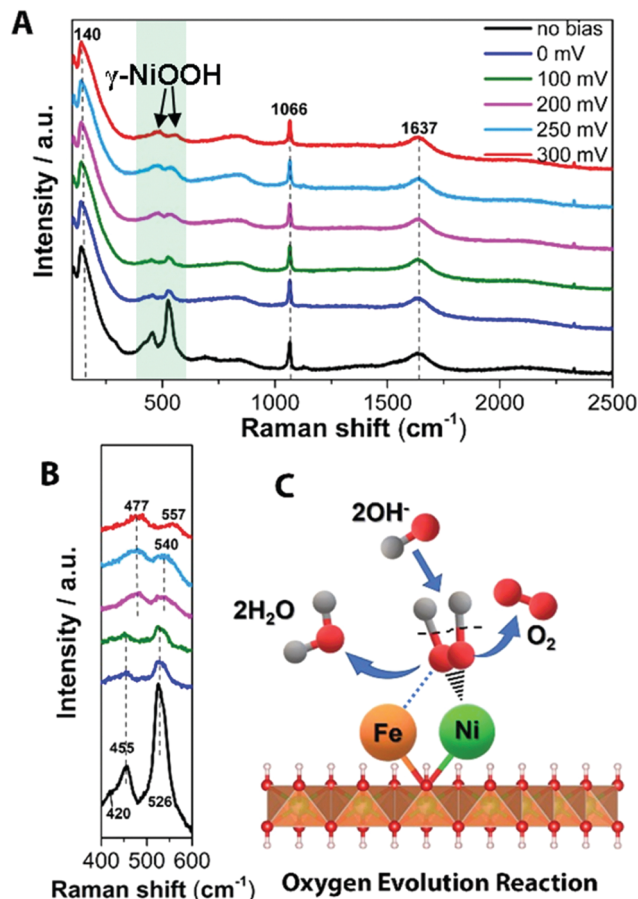 A
140
γ-NiOOH
1066
1637
no bias
0 mV
100 mV
200 mV
250 mV
300 mV
Intensity / a.u.
500
1000
1500
2000
2500
Raman shift (cm⁻¹)
B
477
557
540
455
526
420
Intensity / a.u.
400
500
600
Raman shift (cm⁻¹)
C
2OH⁻
2H₂O
O₂
Fe
Ni
Oxygen Evolution Reaction